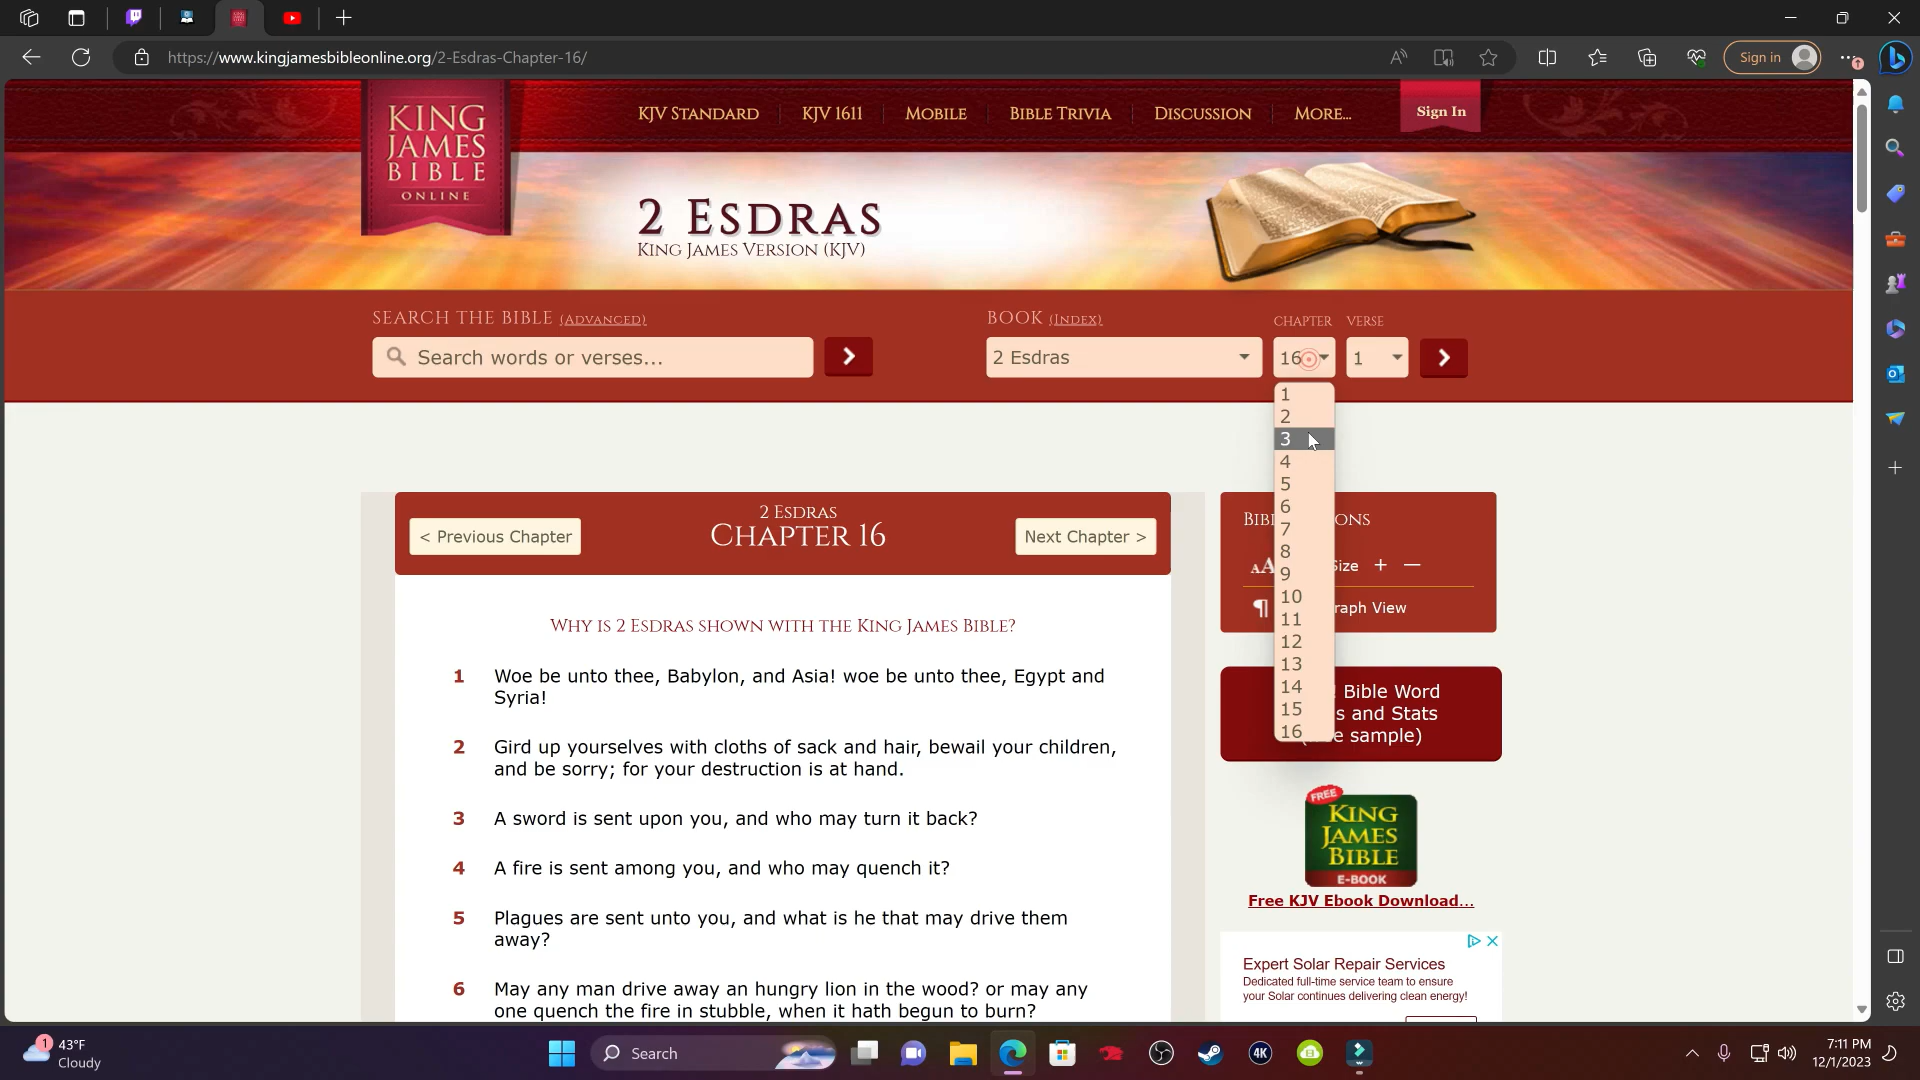 https://www.kingjamesbibleonline.org/2-Esdras-Chapter-16/
Sign in
KING
JAMES
BIBLE
ONLINE
KJV STANDARD
KJV 1611
MOBILE
BIBLE TRIVIA
DISCUSSION
MORE...
Sign In
2 ESDRAS
KING JAMES VERSION (KJV)
SEARCH THE BIBLE (ADVANCED)
Search words or verses...
BOOK (INDEX)
CHAPTER
VERSE
2 Esdras
16
1
1
2
3
4
5
6
7
8
9
10
11
12
13
14
15
16
< Previous Chapter
2 ESDRAS
CHAPTER 16
Next Chapter >
WHY IS 2 ESDRAS SHOWN WITH THE KING JAMES BIBLE?
1 Woe be unto thee, Babylon, and Asia! woe be unto thee, Egypt and
Syria!
2 Gird up yourselves with cloths of sack and hair, bewail your children,
and be sorry; for your destruction is at hand.
3 A sword is sent upon you, and who may turn it back?
4 A fire is sent among you, and who may quench it?
5 Plagues are sent unto you, and what is he that may drive them
away?
6 May any man drive away an hungry lion in the wood? or may any
one quench the fire in stubble, when it hath begun to burn?
AA
Size + —
¶
View
Bible Word
and Stats
sample)
FREE
KING
JAMES
BIBLE
E-BOOK
Free KJV Ebook Download...
Expert Solar Repair Services
Dedicated full-time service team to ensure
your Solar continues delivering clean energy!
1
43°F
Cloudy
Search
4K
7:11 PM
12/1/2023